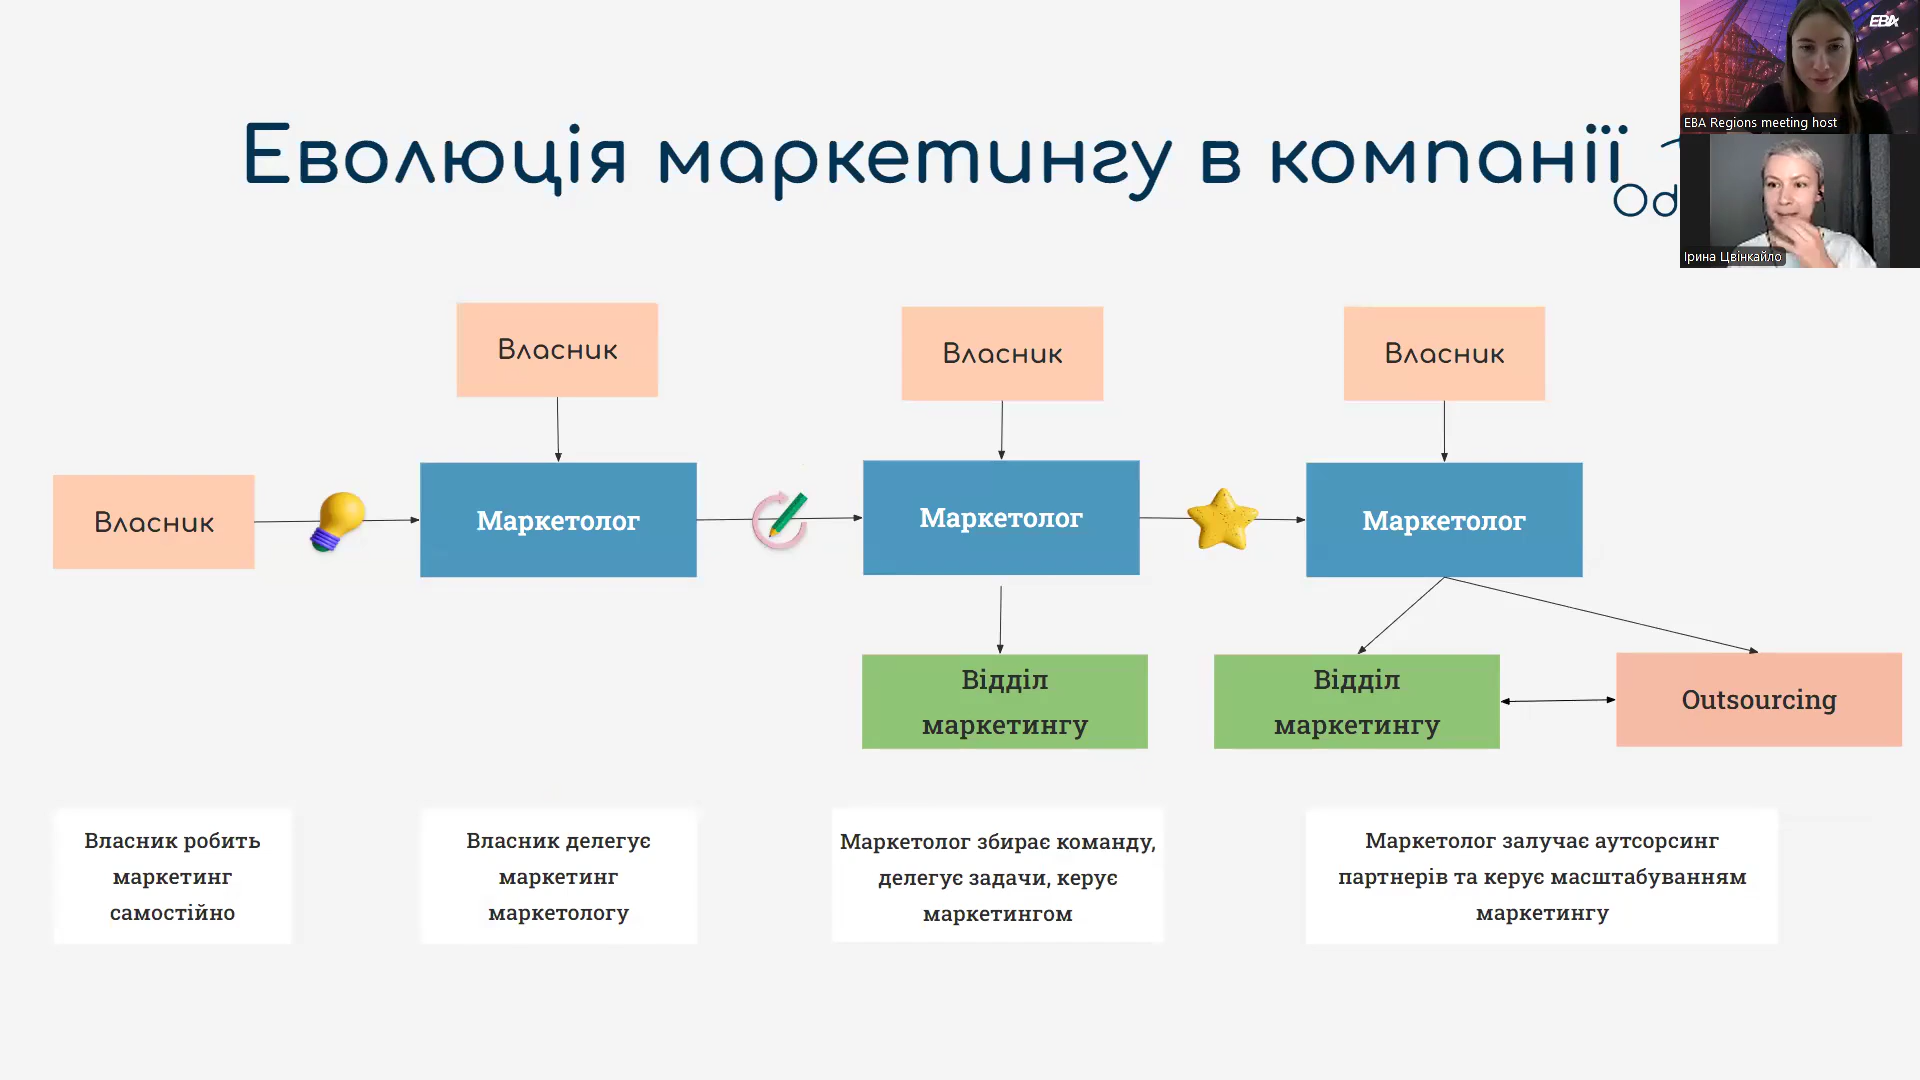 EBA
EBA Regions meeting host
Еволюція маркетингу в компанії
Od
Ірина Цвінкайло
Власник
Власник
Власник
Власник
Маркетолог
Маркетолог
Маркетолог
Відділ
маркетингу
Відділ
маркетингу
Outsourcing
Власник робить
маркетинг
самостійно
Власник делегує
маркетинг
маркетологу
Маркетолог збирає команду,
делегує задачи, керує
маркетингом
Маркетолог залучає аутсорсинг
партнерів та керує масштабуванням
маркетингу